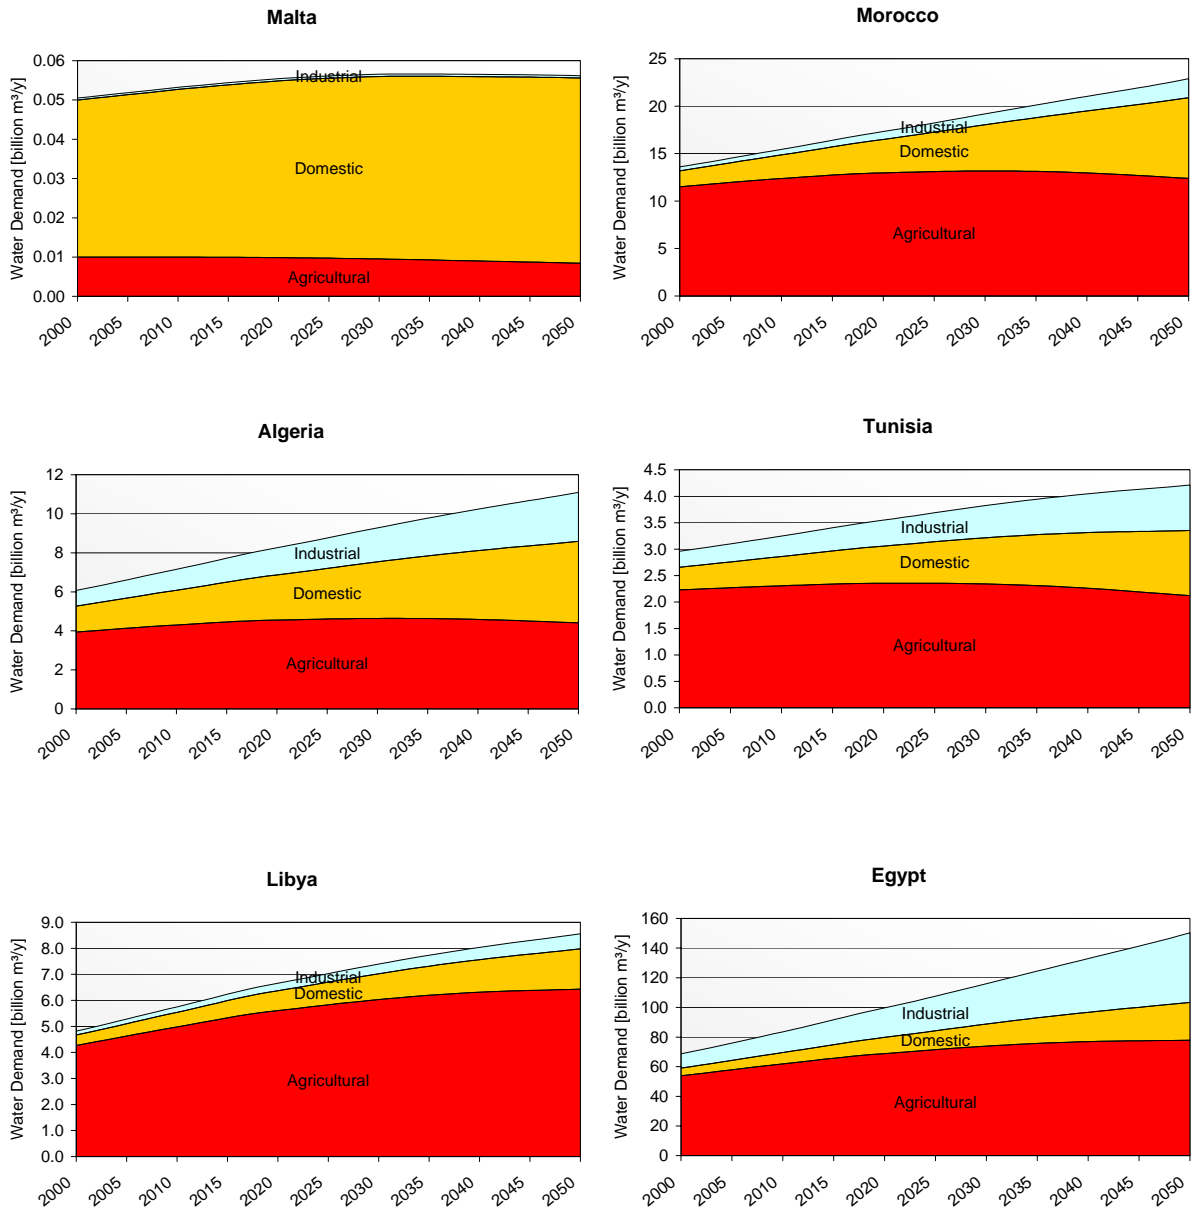 Malta
Water Demand [billion m³/y]
0.06
0.05
0.04
0.03
0.02
0.01
0.00
Industrial
Domestic
Agricultural
2000 2005 2010 2015 2020 2025 2030 2035 2040 2045 2050
Morocco
Water Demand [billion m³/y]
25
20
15
10
5
0
Industrial
Domestic
Agricultural
2000 2005 2010 2015 2020 2025 2030 2035 2040 2045 2050
Algeria
Water Demand [billion m³/y]
12
10
8
6
4
2
0
Industrial
Domestic
Agricultural
2000 2005 2010 2015 2020 2025 2030 2035 2040 2045 2050
Tunisia
Water Demand [billion m³/y]
4.5
4.0
3.5
3.0
2.5
2.0
1.5
1.0
0.5
0.0
Industrial
Domestic
Agricultural
2000 2005 2010 2015 2020 2025 2030 2035 2040 2045 2050
Libya
Water Demand [billion m³/y]
9.0
8.0
7.0
6.0
5.0
4.0
3.0
2.0
1.0
0.0
Industrial
Domestic
Agricultural
2000 2005 2010 2015 2020 2025 2030 2035 2040 2045 2050
Egypt
Water Demand [billion m³/y]
160
140
120
100
80
60
40
20
0
Industrial
Domestic
Agricultural
2000 2005 2010 2015 2020 2025 2030 2035 2040 2045 2050